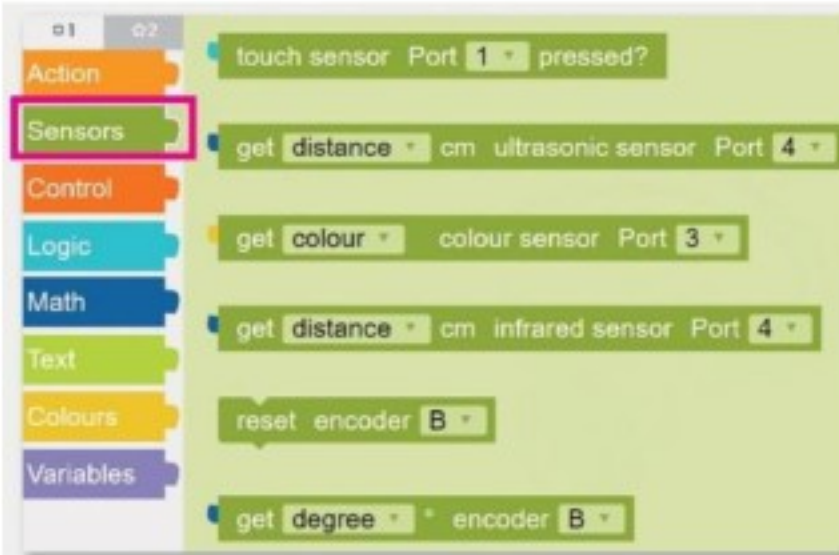 1 2
Action
Sensors
Control
Logic
Math
Text
Colours
Variables
touch sensor Port 1 pressed?
get distance cm ultrasonic sensor Port 4
get colour colour sensor Port 3
get distance cm infrared sensor Port 4
reset encoder B
get degree ° encoder B